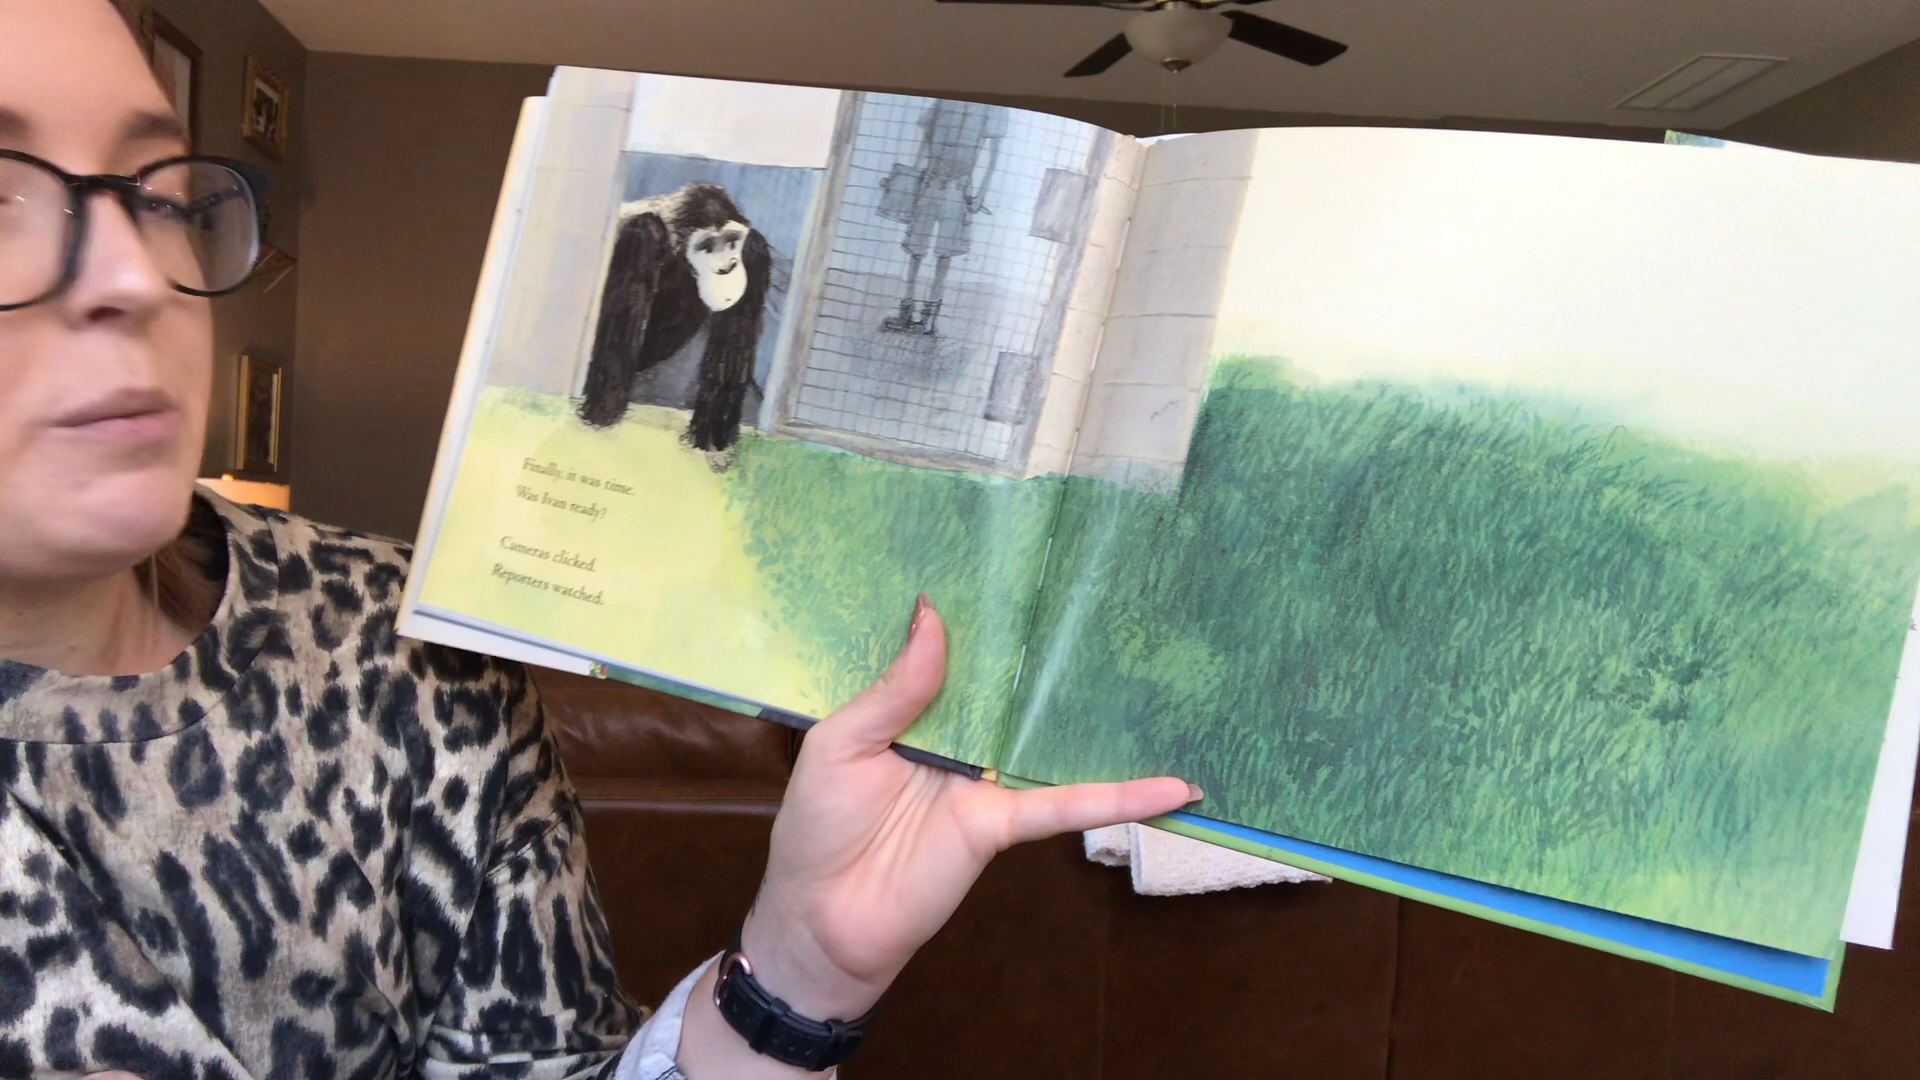 Finally, it was time.
Was Ivan ready?
Cameras clicked.
Reporters watched.